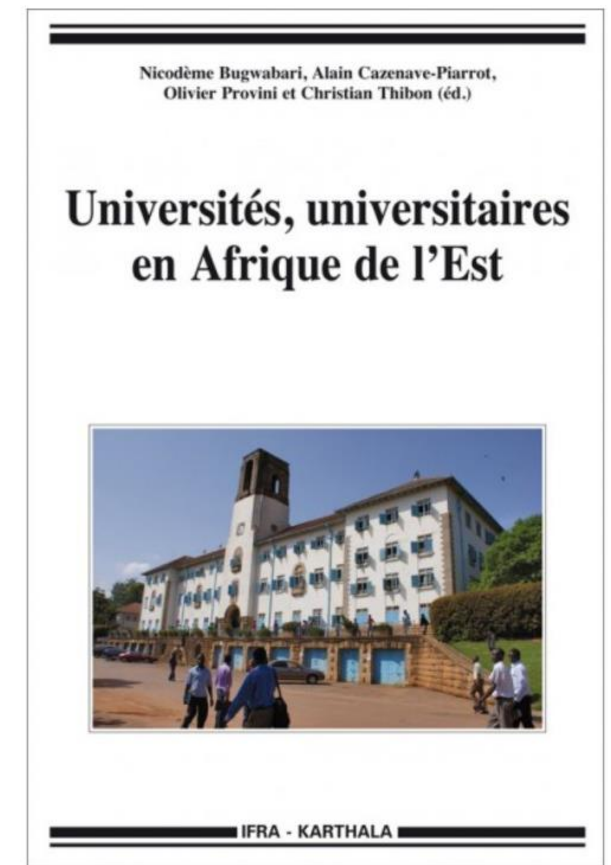 Nicodème Bugwabari, Alain Cazenave-Piarrot,
Olivier Provini et Christian Thibon (éd.)
Universités, universitaires
en Afrique de l’Est
IFRA - KARTHALA